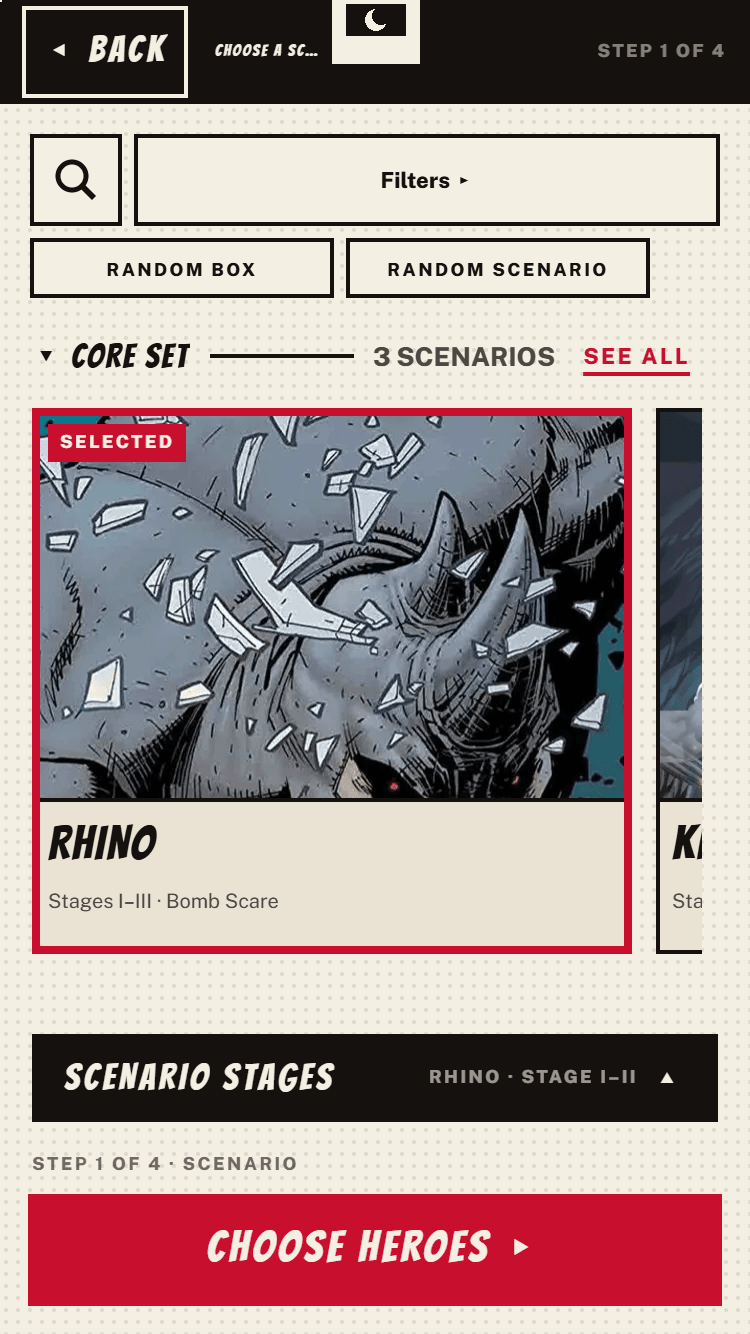 BACK
CHOOSE A SC...
STEP 1 OF 4
Filters
RANDOM BOX
RANDOM SCENARIO
CORE SET
3 SCENARIOS
SEE ALL
SELECTED
RHINO
Stages I–III · Bomb Scare
K
Sta
SCENARIO STAGES
RHINO · STAGE I–II
STEP 1 OF 4 · SCENARIO
CHOOSE HEROES